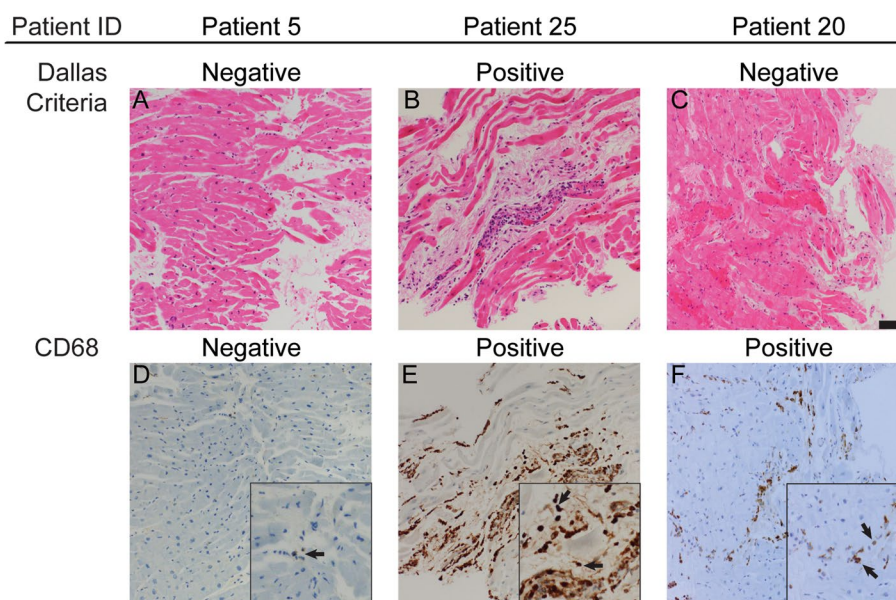 Patient ID Patient 5 Patient 25 Patient 20
Dallas Criteria Negative Positive Negative
A B C
CD68 Negative Positive Positive
D E F